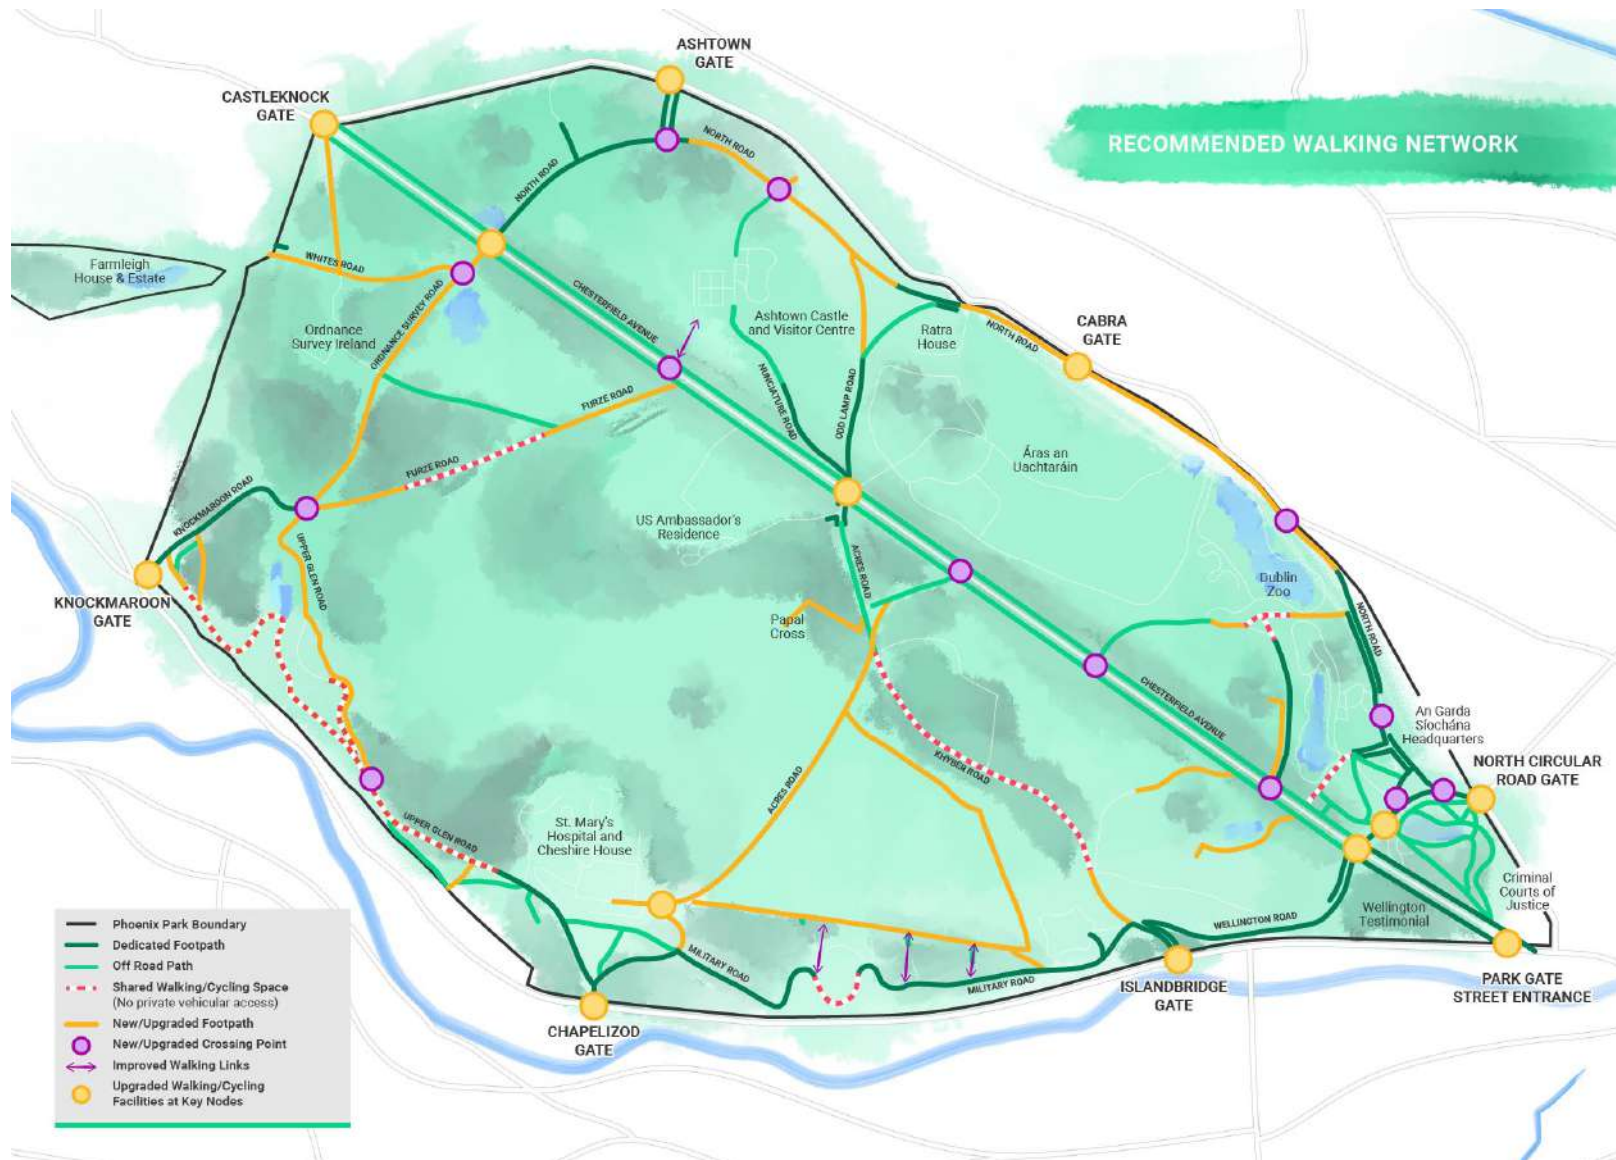 ASHTOWN
GATE
CASTLEKNOCK
GATE
RECOMMENDED WALKING NETWORK
NORTH ROAD
NORTH ROAD
Farmleigh
House & Estate
WHITES ROAD
ORDNANCE SURVEY ROAD
Ordnance
Survey Ireland
CHESTERFIELD AVENUE
Ashtown Castle
and Visitor Centre
Ratra
House
NORTH ROAD
CABRA
GATE
FURZE ROAD
NUNCIATURE ROAD
ODD LAMP ROAD
Áras an
Uachtaráin
FURZE ROAD
KNOCKMAROON ROAD
US Ambassador's
Residence
UPPER GLEN ROAD
ACRES ROAD
Dublin
Zoo
KNOCKMAROON
GATE
Papal
Cross
NORTH ROAD
CHESTERFIELD AVENUE
An Garda
Síochána
Headquarters
KHYBER ROAD
NORTH CIRCULAR
ROAD GATE
ACRES ROAD
UPPER GLEN ROAD
St. Mary's
Hospital and
Cheshire House
Criminal
Courts of
Justice
Wellington
Testimonial
WELLINGTON ROAD
MILITARY ROAD
MILITARY ROAD
ISLANDBRIDGE
GATE
PARK GATE
STREET ENTRANCE
CHAPELIZOD
GATE
Phoenix Park Boundary
Dedicated Footpath
Off Road Path
Shared Walking/Cycling Space
(No private vehicular access)
New/Upgraded Footpath
New/Upgraded Crossing Point
Improved Walking Links
Upgraded Walking/Cycling
Facilities at Key Nodes